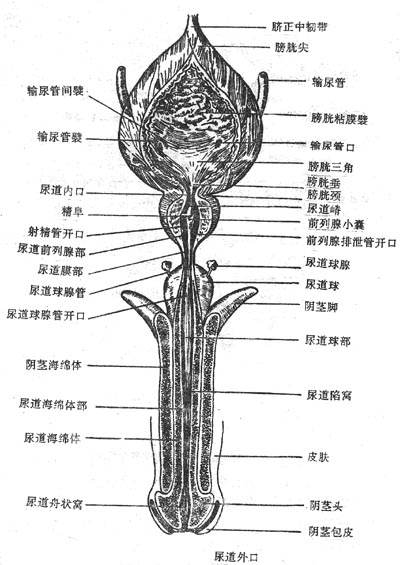 脐正中韧带
膀胱尖
输尿管
输尿管间襞
膀胱粘膜襞
输尿管襞
输尿管口
膀胱三角
膀胱垂
尿道内口
膀胱颈
尿道嵴
精阜
前列腺小囊
射精管开口
前列腺排泄管开口
尿道前列腺部
尿道球腺
尿道膜部
尿道球
尿道球腺管
阴茎脚
尿道球腺管开口
尿道球部
阴茎海绵体
尿道陷窝
尿道海绵体部
尿道海绵体
皮肤
尿道舟状窝
阴茎头
阴茎包皮
尿道外口